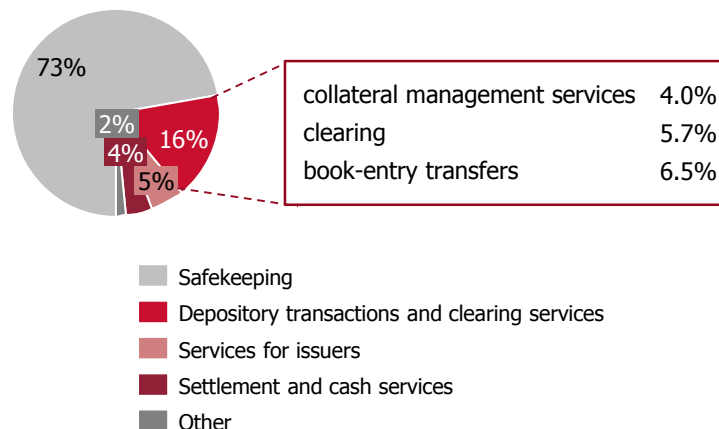 73%
2%
4%
16%
5%
collateral management services 4.0%
clearing 5.7%
book-entry transfers 6.5%
Safekeeping
Depository transactions and clearing services
Services for issuers
Settlement and cash services
Other